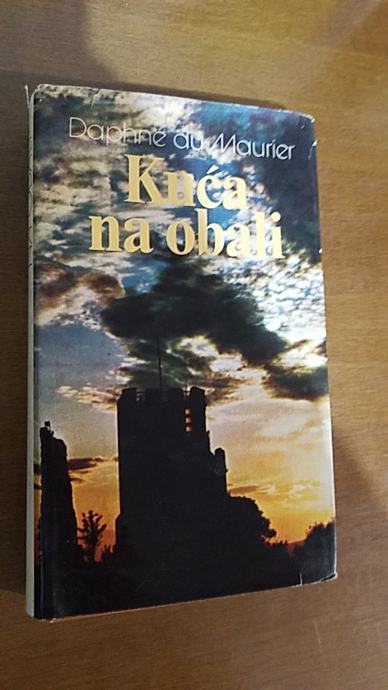 Daphne du Maurier
Kuća
na obali